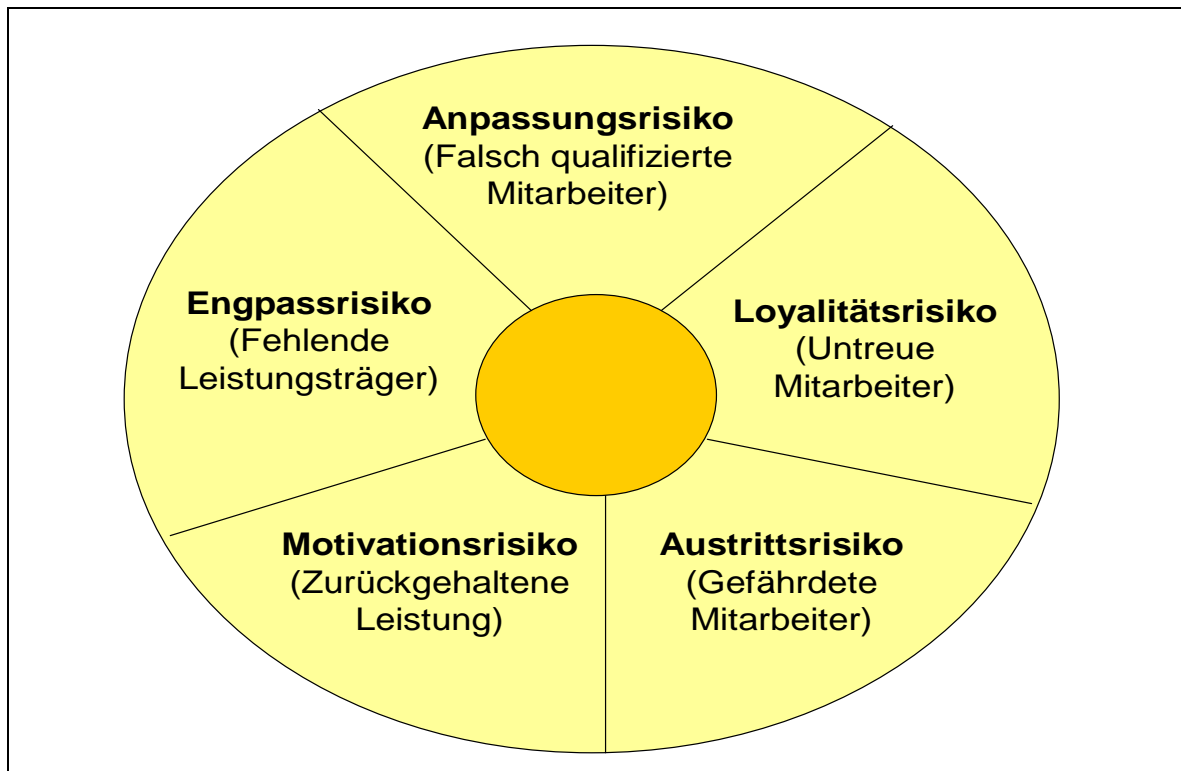 Anpassungsrisiko
(Falsch qualifizierte
Mitarbeiter)
Engpassrisiko
(Fehlende
Leistungsträger)
Loyalitätsrisiko
(Untreue
Mitarbeiter)
Motivationsrisiko
(Zurückgehaltene
Leistung)
Austrittsrisiko
(Gefährdete
Mitarbeiter)